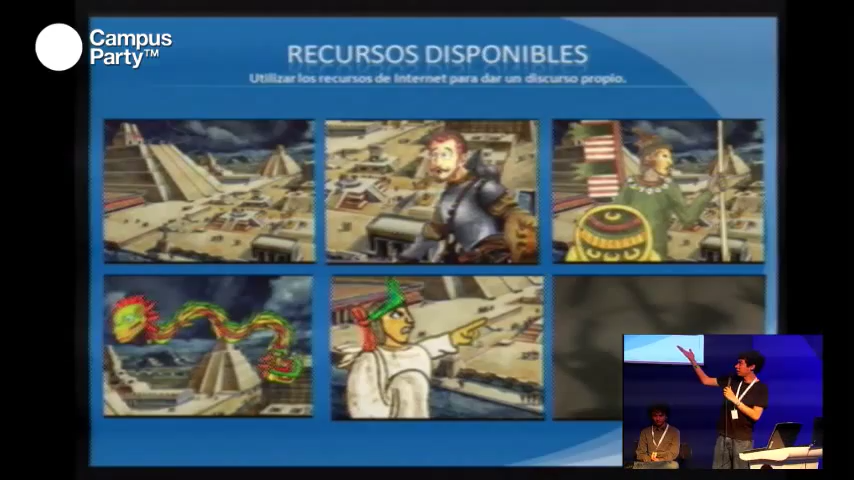 Campus
Party™
RECURSOS DISPONIBLES
Utilizar los recursos de Internet para dar un discurso propio.